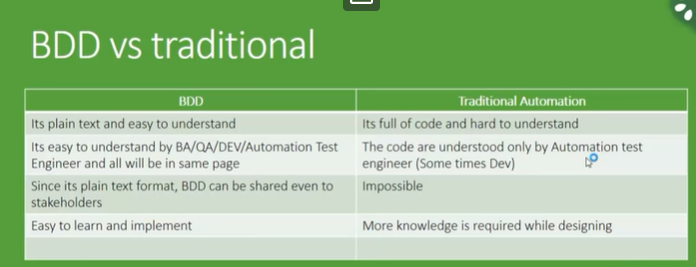 BDD vs traditional
BDD
Traditional Automation
Its plain text and easy to understand
Its full of code and hard to understand
Its easy to understand by BA/QA/DEV/Automation Test
Engineer and all will be in same page
The code are understood only by Automation test
engineer (Some times Dev)
Since its plain text format, BDD can be shared even to
stakeholders
Impossible
Easy to learn and implement
More knowledge is required while designing